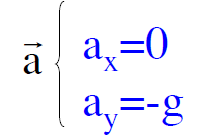 a⃗ {
aₓ=0
a_y=-g